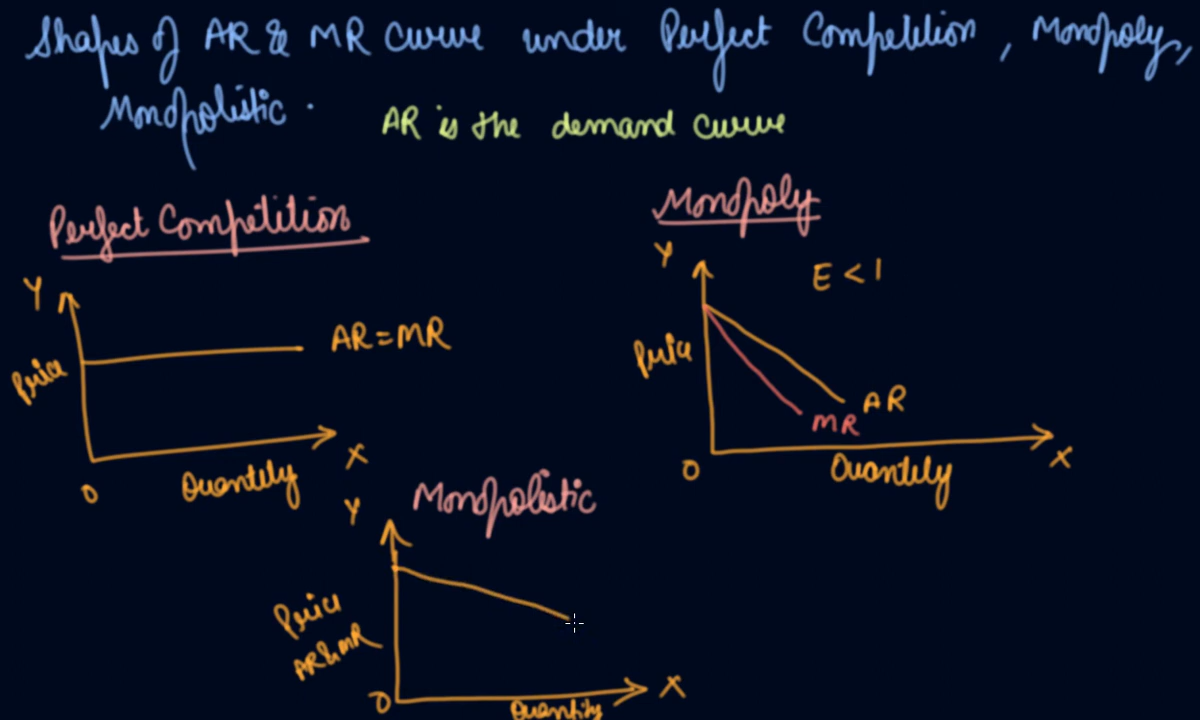 Shapes of AR & MR curve under Perfect Competition, Monopoly,
Monopolistic.
AR is the demand curve
Perfect Competition
Y
Price
AR = MR
X
Quantity
0
Monopoly
Y
E < 1
Price
AR
MR
0
Quantity
X
Monopolistic
Y
Price
AR & MR
0
Quantity
X